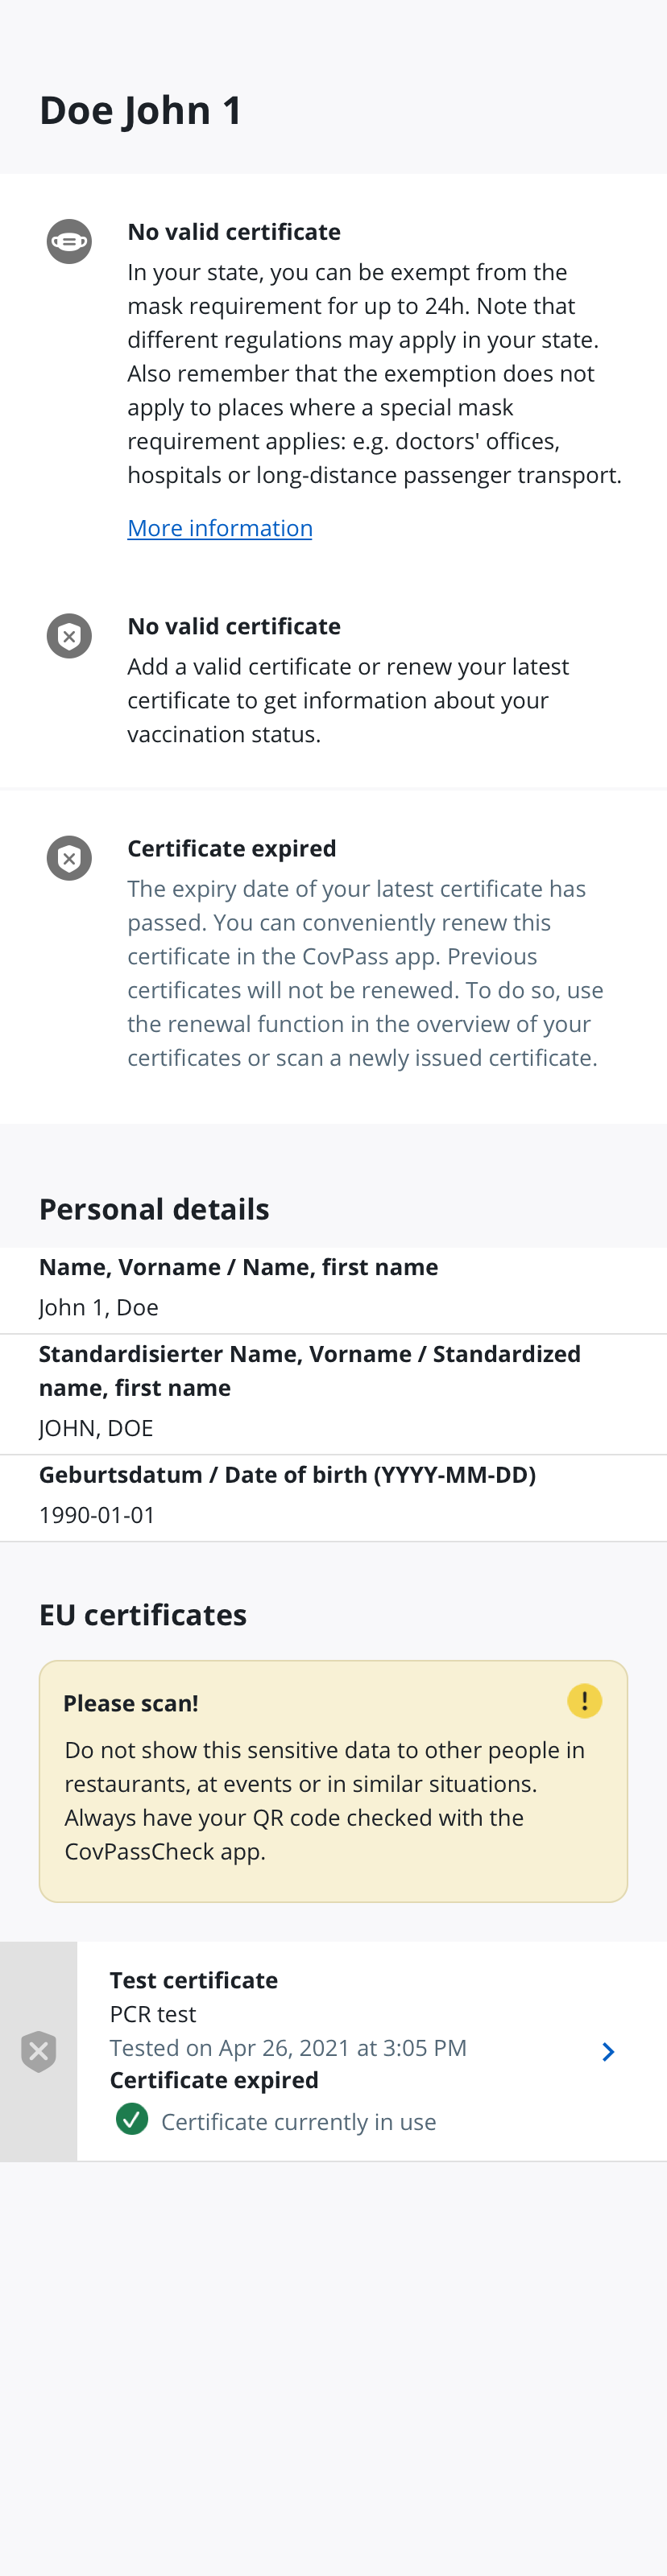 Doe John 1
No valid certificate
In your state, you can be exempt from the
mask requirement for up to 24h. Note that
different regulations may apply in your state.
Also remember that the exemption does not
apply to places where a special mask
requirement applies: e.g. doctors' offices,
hospitals or long-distance passenger transport.
More information
No valid certificate
Add a valid certificate or renew your latest
certificate to get information about your
vaccination status.
Certificate expired
The expiry date of your latest certificate has
passed. You can conveniently renew this
certificate in the CovPass app. Previous
certificates will not be renewed. To do so, use
the renewal function in the overview of your
certificates or scan a newly issued certificate.
Personal details
Name, Vorname / Name, first name
John 1, Doe
Standardisierter Name, Vorname / Standardized
name, first name
JOHN, DOE
Geburtsdatum / Date of birth (YYYY-MM-DD)
1990-01-01
EU certificates
Please scan!
Do not show this sensitive data to other people in
restaurants, at events or in similar situations.
Always have your QR code checked with the
CovPassCheck app.
Test certificate
PCR test
Tested on Apr 26, 2021 at 3:05 PM
Certificate expired
Certificate currently in use